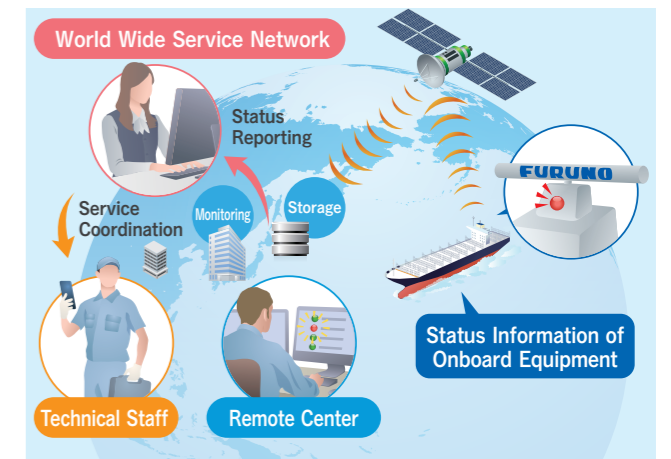 World Wide Service Network
Status
Reporting
FURUNO
Service
Coordination
Monitoring
Storage
Status Information of
Onboard Equipment
Technical Staff
Remote Center